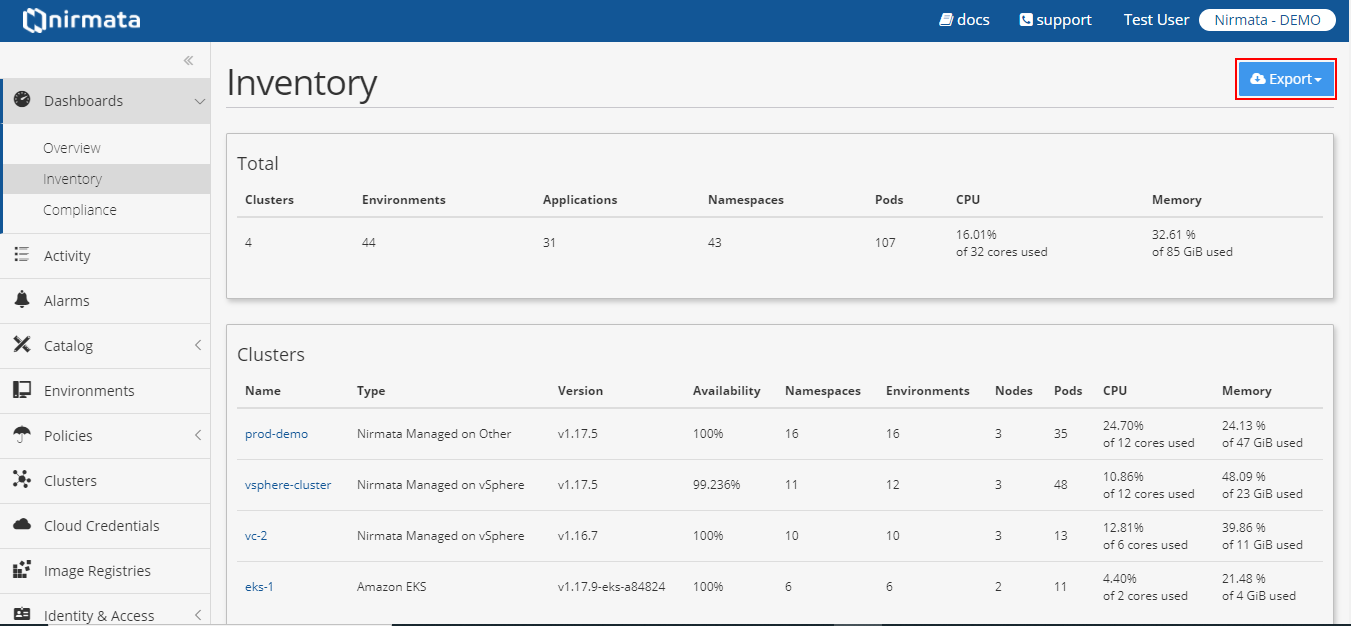 nirmata
docs support Test User Nirmata - DEMO
Dashboards
Overview
Inventory
Compliance
Activity
Alarms
Catalog
Environments
Policies
Clusters
Cloud Credentials
Image Registries
Identity & Access
Inventory
Export
Total
Clusters Environments Applications Namespaces Pods CPU Memory
4 44 31 43 107 16.01% 32.61 %
of 32 cores used of 85 GiB used
Clusters
Name Type Version Availability Namespaces Environments Nodes Pods CPU Memory
prod-demo Nirmata Managed on Other v1.17.5 100% 16 16 3 35 24.70% 24.13 %
of 12 cores used of 47 GiB used
vsphere-cluster Nirmata Managed on vSphere v1.17.5 99.236% 11 12 3 48 10.86% 48.09 %
of 12 cores used of 23 GiB used
vc-2 Nirmata Managed on vSphere v1.16.7 100% 10 10 3 13 12.81% 39.86 %
of 6 cores used of 11 GiB used
eks-1 Amazon EKS v1.17.9-eks-a84824 100% 6 6 2 11 4.40% 21.48 %
of 2 cores used of 4 GiB used